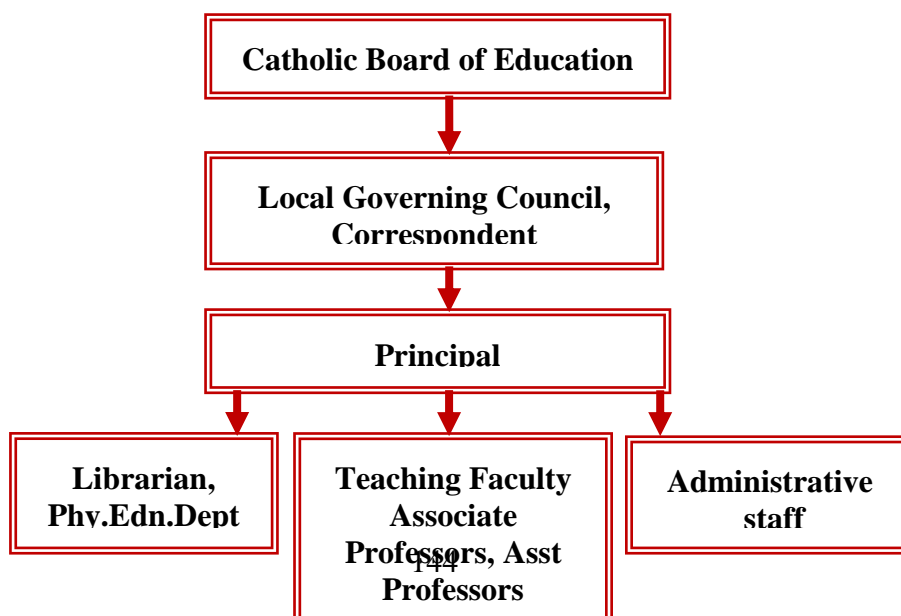 Catholic Board of Education
Local Governing Council,
Correspondent
Principal
Librarian,
Phy.Edn.Dept
Teaching Faculty
Associate
Professors, Asst
Professors
Administrative
staff
144